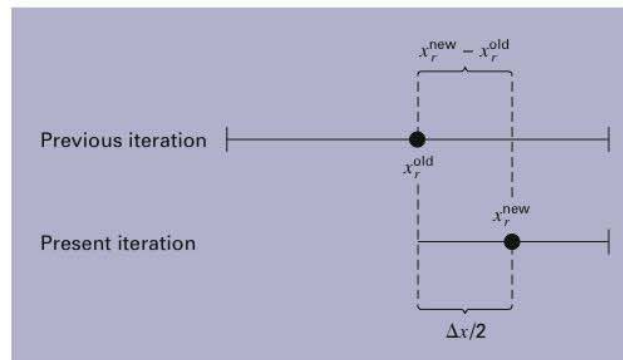 x_r^new − x_r^old
Previous iteration
x_r^old
x_r^new
Present iteration
Δx/2